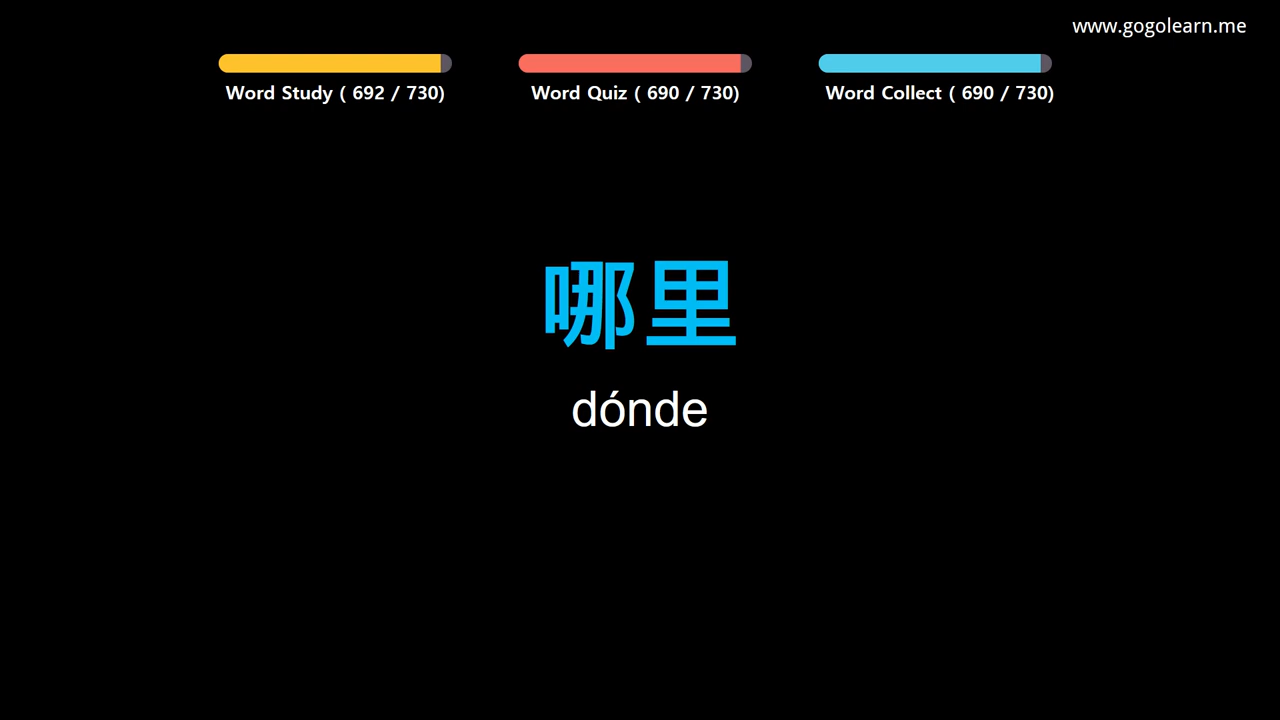 www.gogolearn.me
Word Study ( 692 / 730)
Word Quiz ( 690 / 730)
Word Collect ( 690 / 730)
哪里
dónde